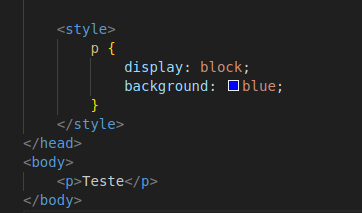 <style>
p {
display: block;
background: blue;
}
</style>
</head>
<body>
<p>Teste</p>
</body>